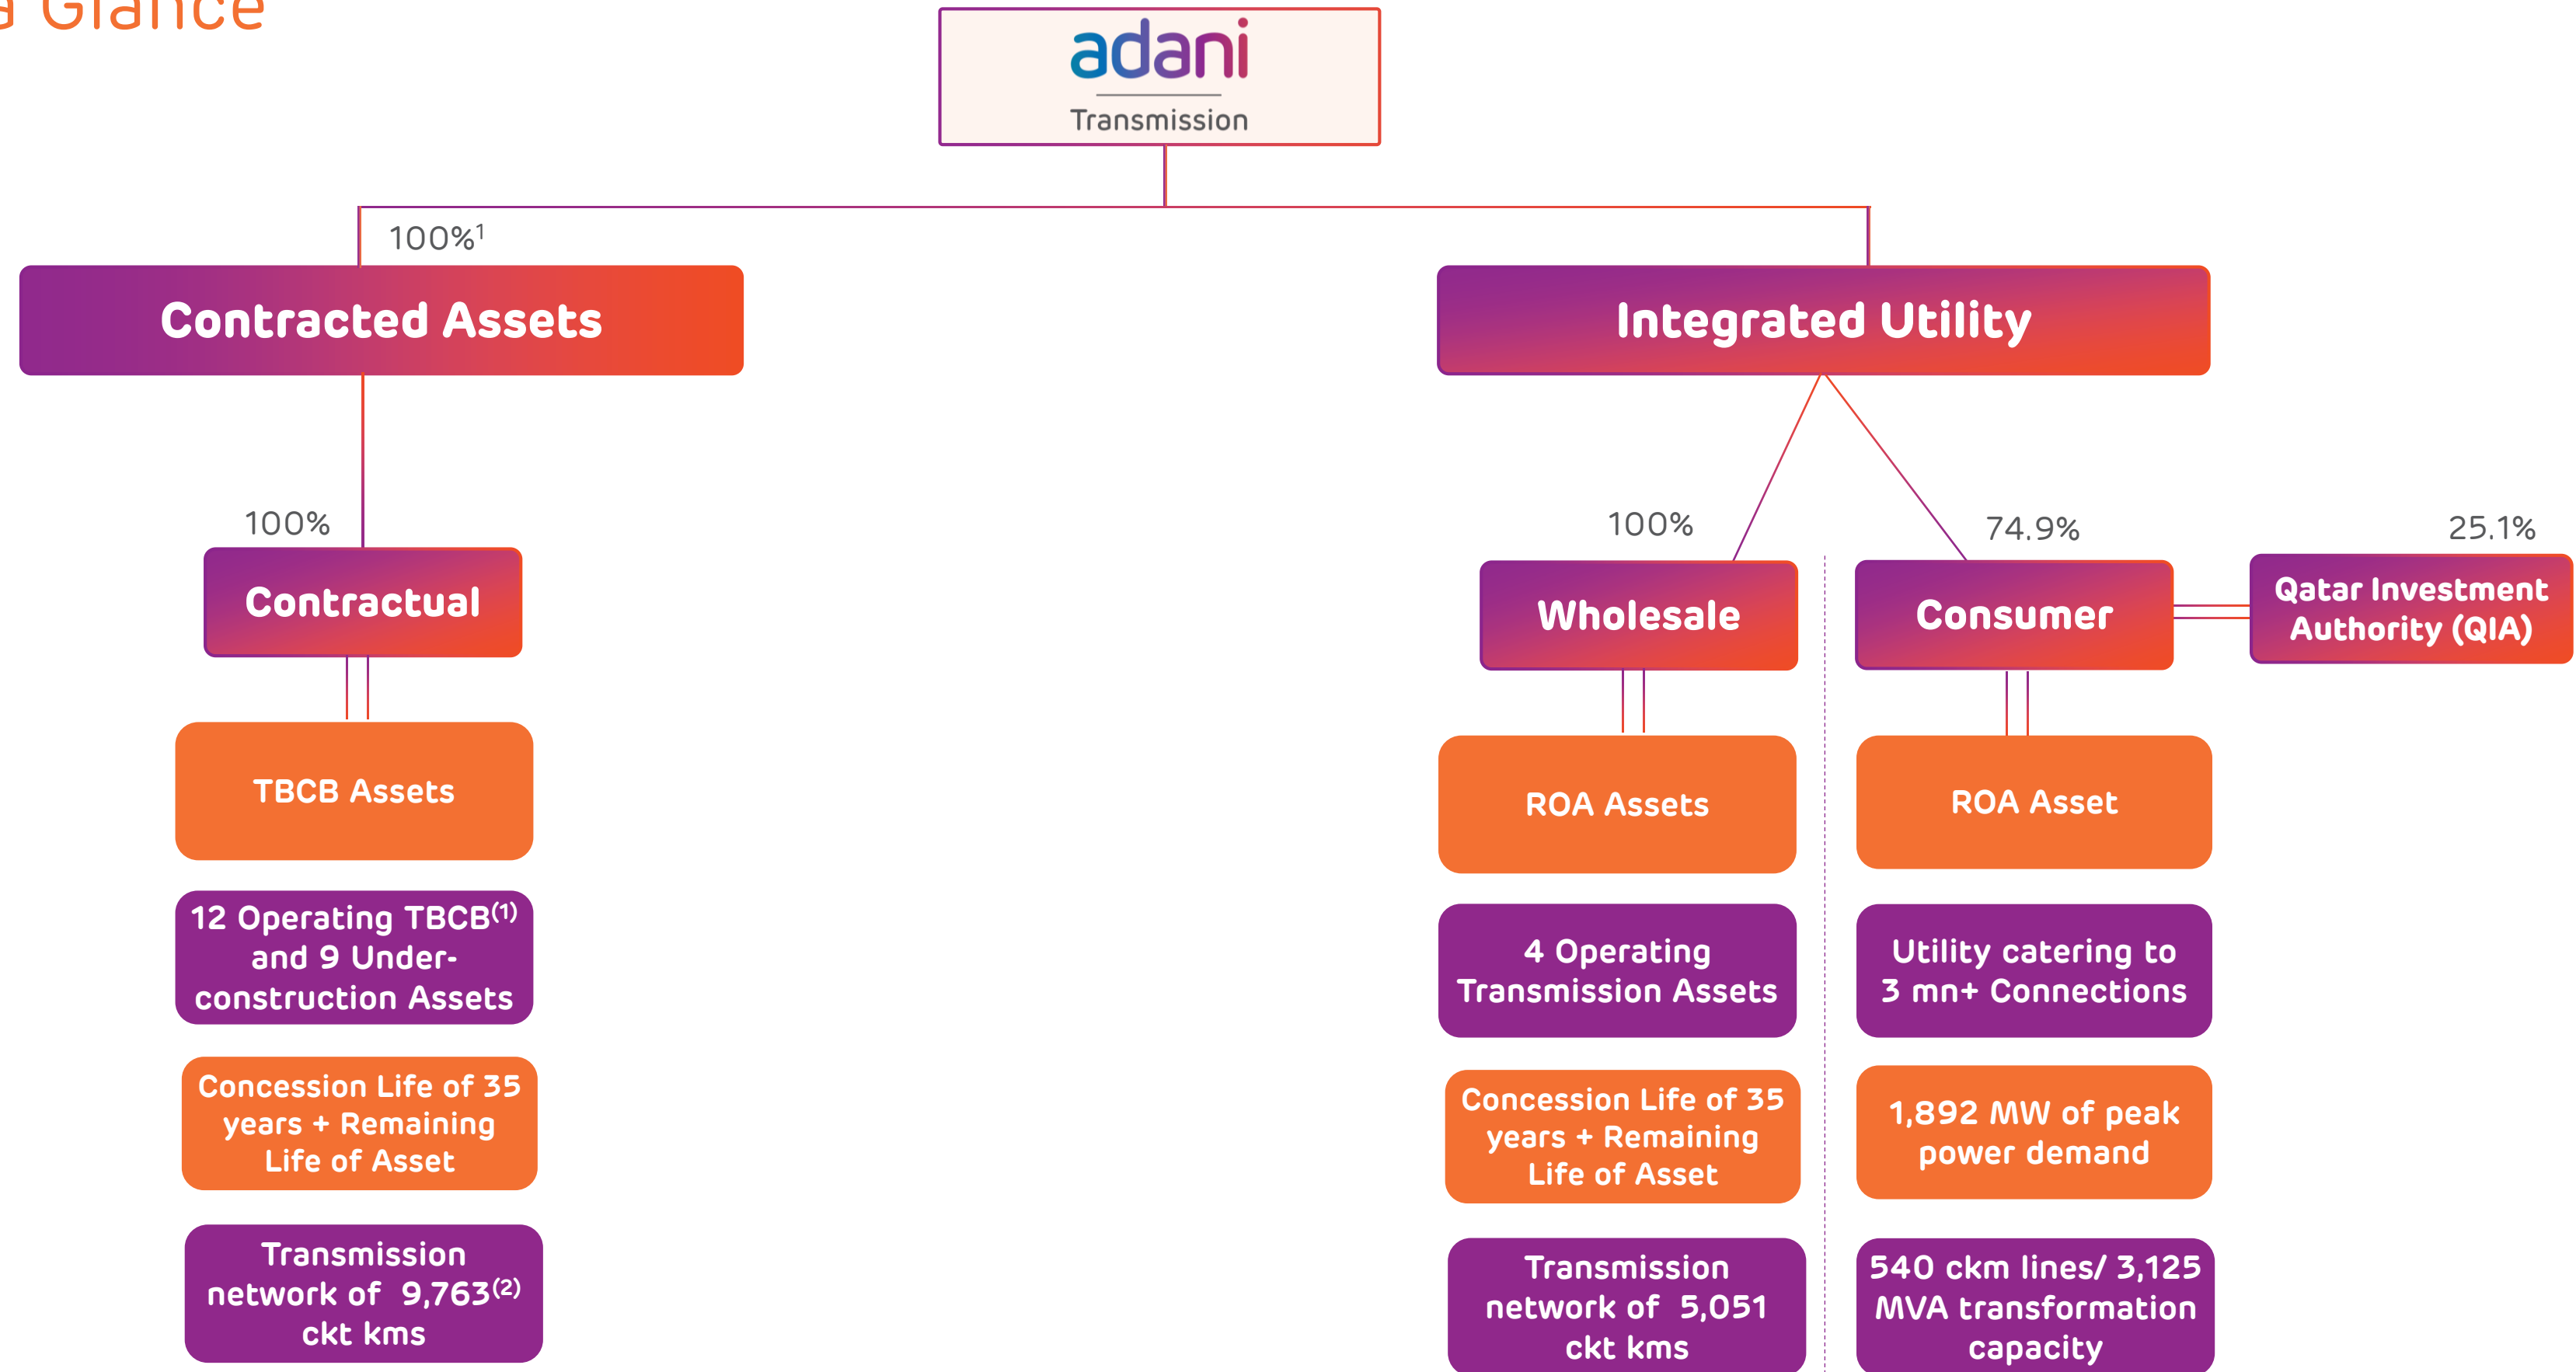 a Glance
adani
Transmission
100%¹
Contracted Assets
Integrated Utility
100%
100%
74.9%
25.1%
Contractual
Wholesale
Consumer
Qatar Investment
Authority (QIA)
TBCB Assets
ROA Assets
ROA Asset
12 Operating TBCB⁽¹⁾
and 9 Under-
construction Assets
4 Operating
Transmission Assets
Utility catering to
3 mn+ Connections
Concession Life of 35
years + Remaining
Life of Asset
Concession Life of 35
years + Remaining
Life of Asset
1,892 MW of peak
power demand
Transmission
network of 9,763⁽²⁾
ckt kms
Transmission
network of 5,051
ckt kms
540 ckm lines/ 3,125
MVA transformation
capacity